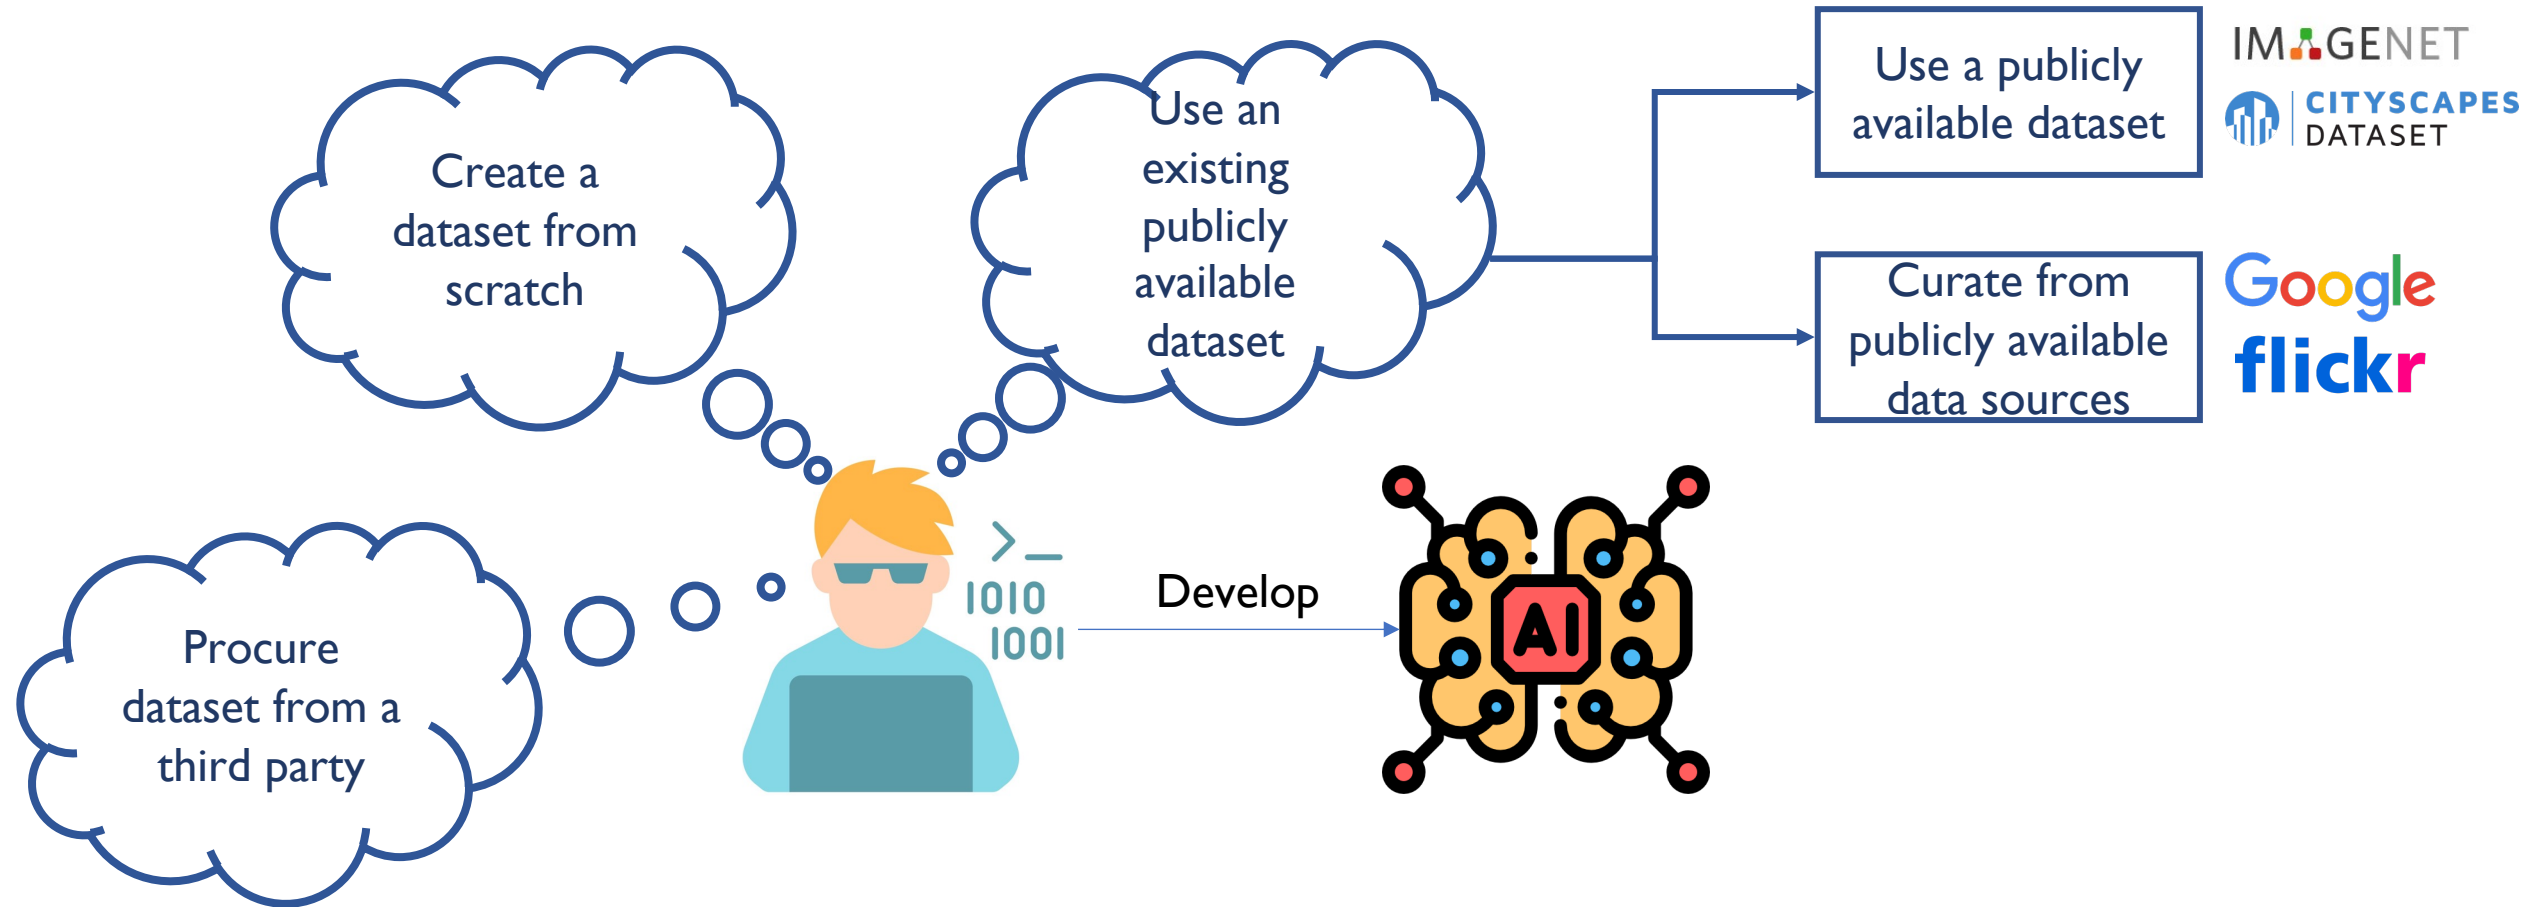 Create a
dataset from
scratch
Use an
existing
publicly
available
dataset
Use a publicly
available dataset
IMAGENET
CITYSCAPES
DATASET
Curate from
publicly available
data sources
Google
flickr
Procure
dataset from a
third party
>_
1010
1001
Develop
AI